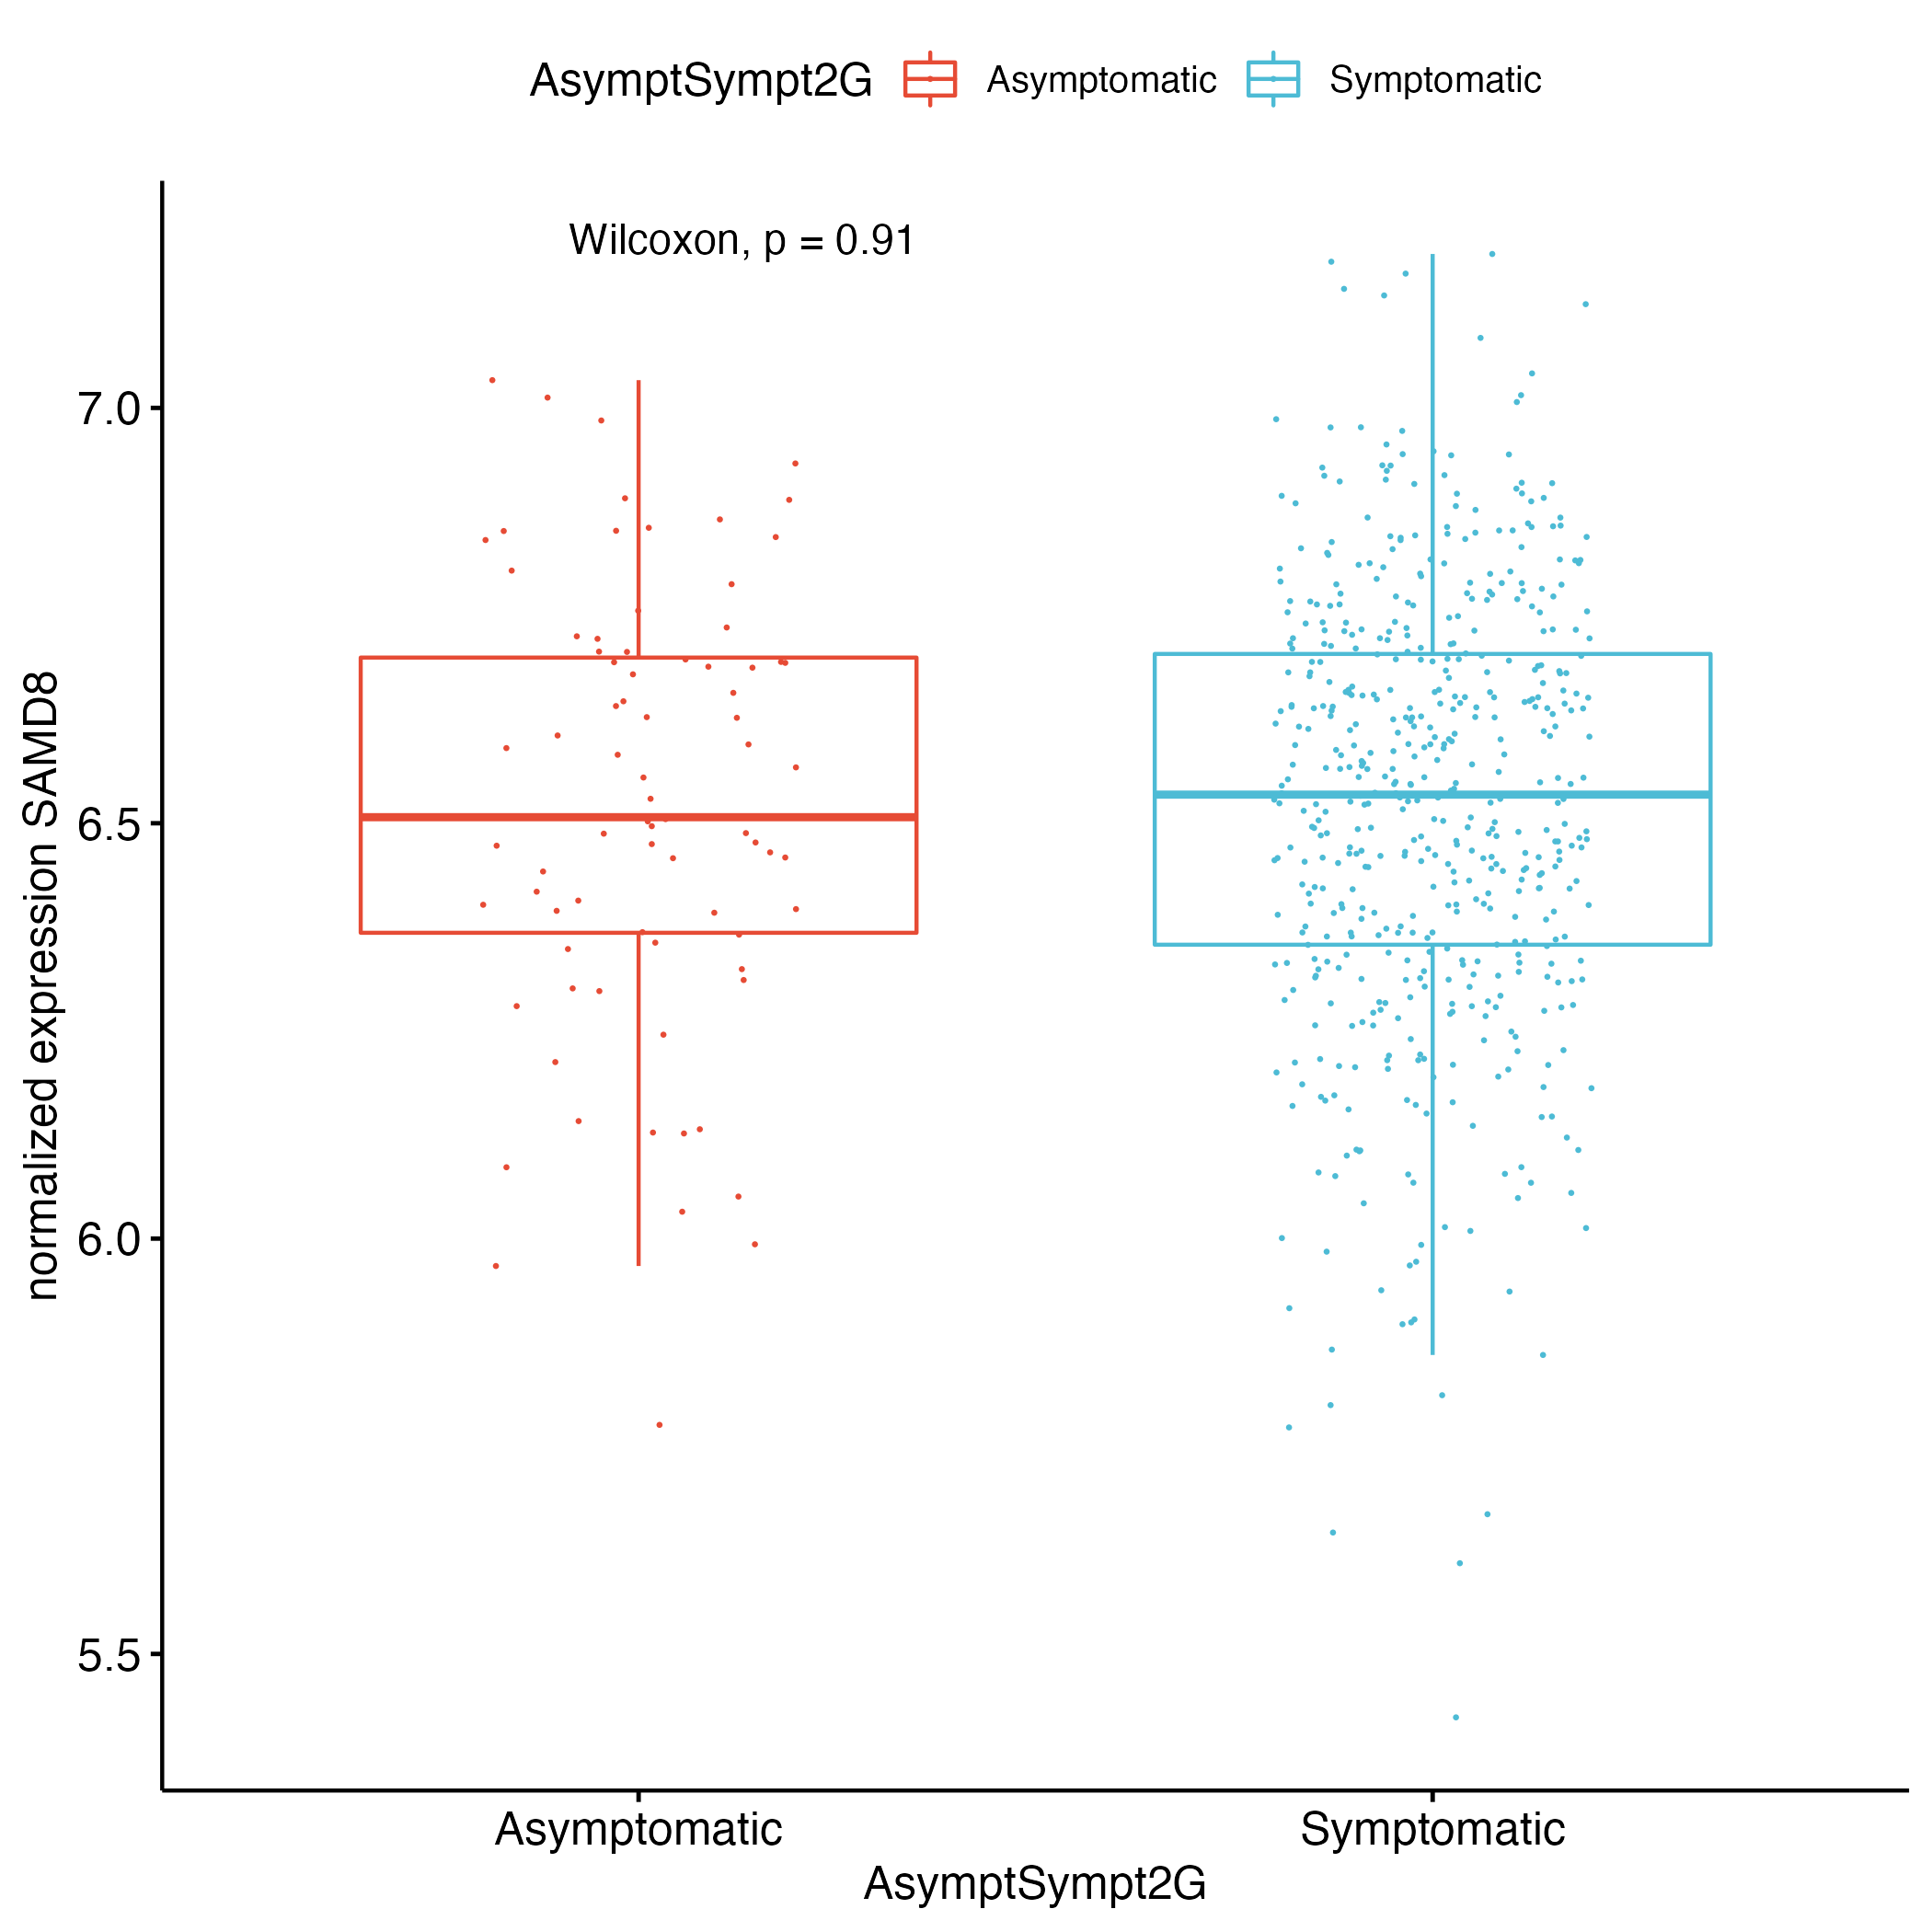 AsymptSympt2G Asymptomatic Symptomatic
Wilcoxon, p = 0.91
normalized expression SAMD8
7.0
6.5
6.0
5.5
Asymptomatic Symptomatic
AsymptSympt2G